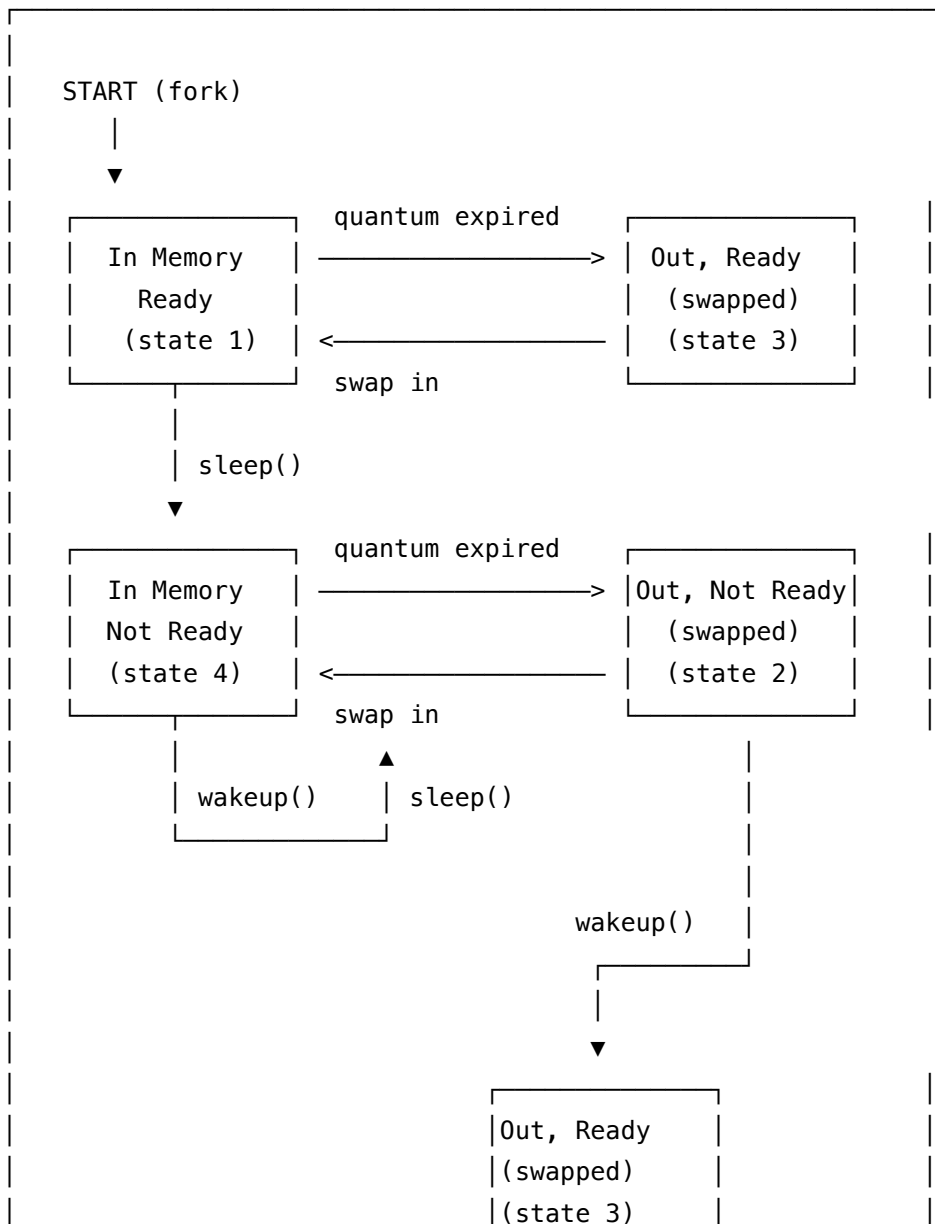 START (fork)
quantum expired
In Memory Out, Ready
Ready (swapped)
(state 1) (state 3)
swap in
sleep()
quantum expired
In Memory Out, Not Ready
Not Ready (swapped)
(state 4) (state 2)
swap in
wakeup() sleep()
wakeup()
Out, Ready
(swapped)
(state 3)